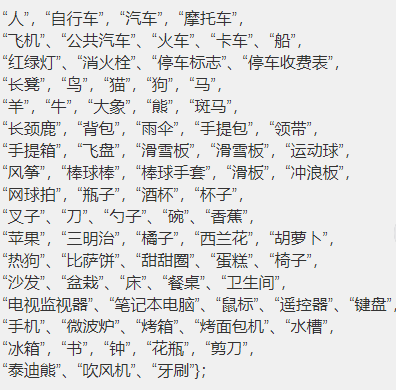 “人”，“自行车”，“汽车”，“摩托车”，
“飞机”、“公共汽车”、“火车”、“卡车”、“船”，
“红绿灯”、“消火栓”、“停车标志”、“停车收费表”，
“长凳”，“鸟”，“猫”，“狗”，“马”，
“羊”，“牛”，“大象”，“熊”，“斑马”，
“长颈鹿”，“背包”，“雨伞”，“手提包”，“领带”，
“手提箱”，“飞盘”，“滑雪板”，“滑雪板”，“运动球”，
“风筝”，“棒球棒”，“棒球手套”，“滑板”，“冲浪板”，
“网球拍”，“瓶子”，“酒杯”，“杯子”，
“叉子”、“刀”、“勺子”、“碗”、“香蕉”，
“苹果”，“三明治”，“橘子”，“西兰花”，“胡萝卜”，
“热狗”、“比萨饼”、“甜甜圈”、“蛋糕”、“椅子”，
“沙发”、“盆栽”、“床”、“餐桌”、“卫生间”，
“电视监视器”、“笔记本电脑”、“鼠标”、“遥控器”、“键盘”，
“手机”、“微波炉”、“烤箱”、“烤面包机”、“水槽”，
“冰箱”，“书”，“钟”，“花瓶”，“剪刀”，
“泰迪熊”、“吹风机”、“牙刷”}；